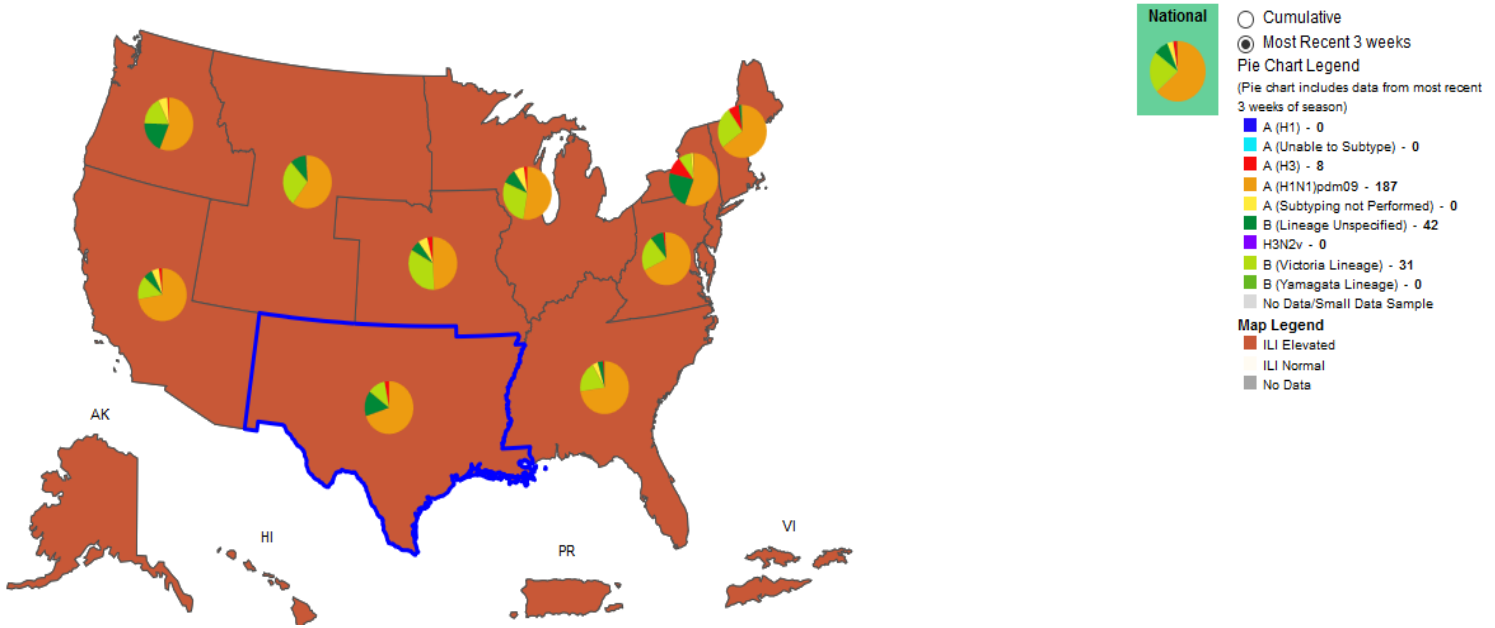 National
Cumulative
Most Recent 3 weeks
Pie Chart Legend
(Pie chart includes data from most recent
3 weeks of season)
A (H1) - 0
A (Unable to Subtype) - 0
A (H3) - 8
A (H1N1)pdm09 - 187
A (Subtyping not Performed) - 0
B (Lineage Unspecified) - 42
H3N2v - 0
B (Victoria Lineage) - 31
B (Yamagata Lineage) - 0
No Data/Small Data Sample
Map Legend
ILI Elevated
ILI Normal
No Data
AK
HI
PR
VI